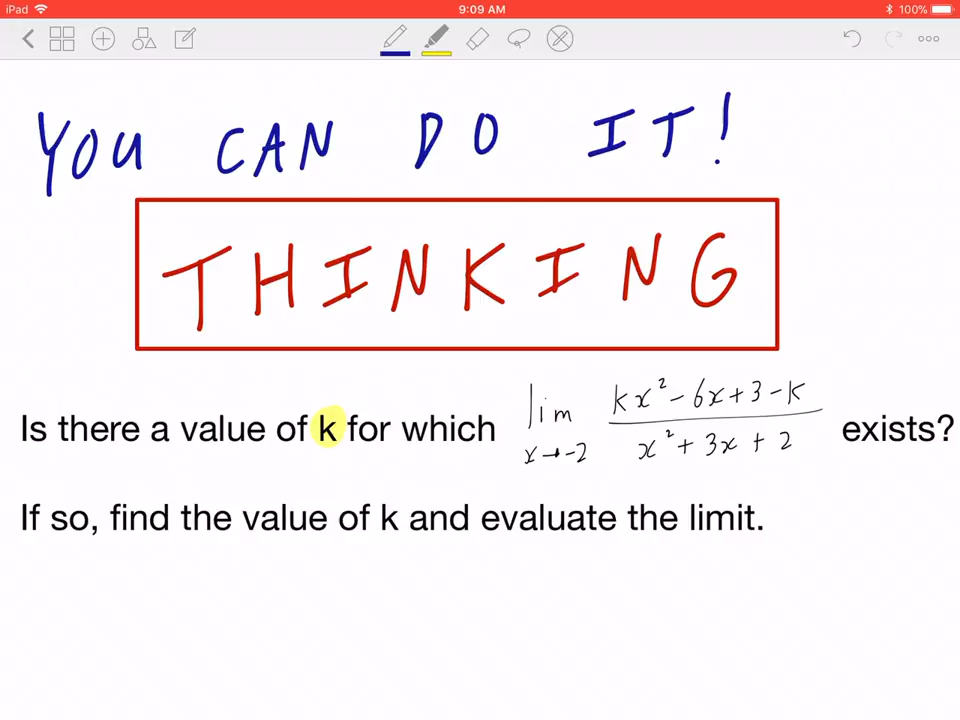 iPad 9:09 AM 100%
YOU CAN DO IT!
THINKING
Is there a value of k for which lim x→-2 (kx² - 6x + 3 - k)/(x² + 3x + 2) exists?
If so, find the value of k and evaluate the limit.